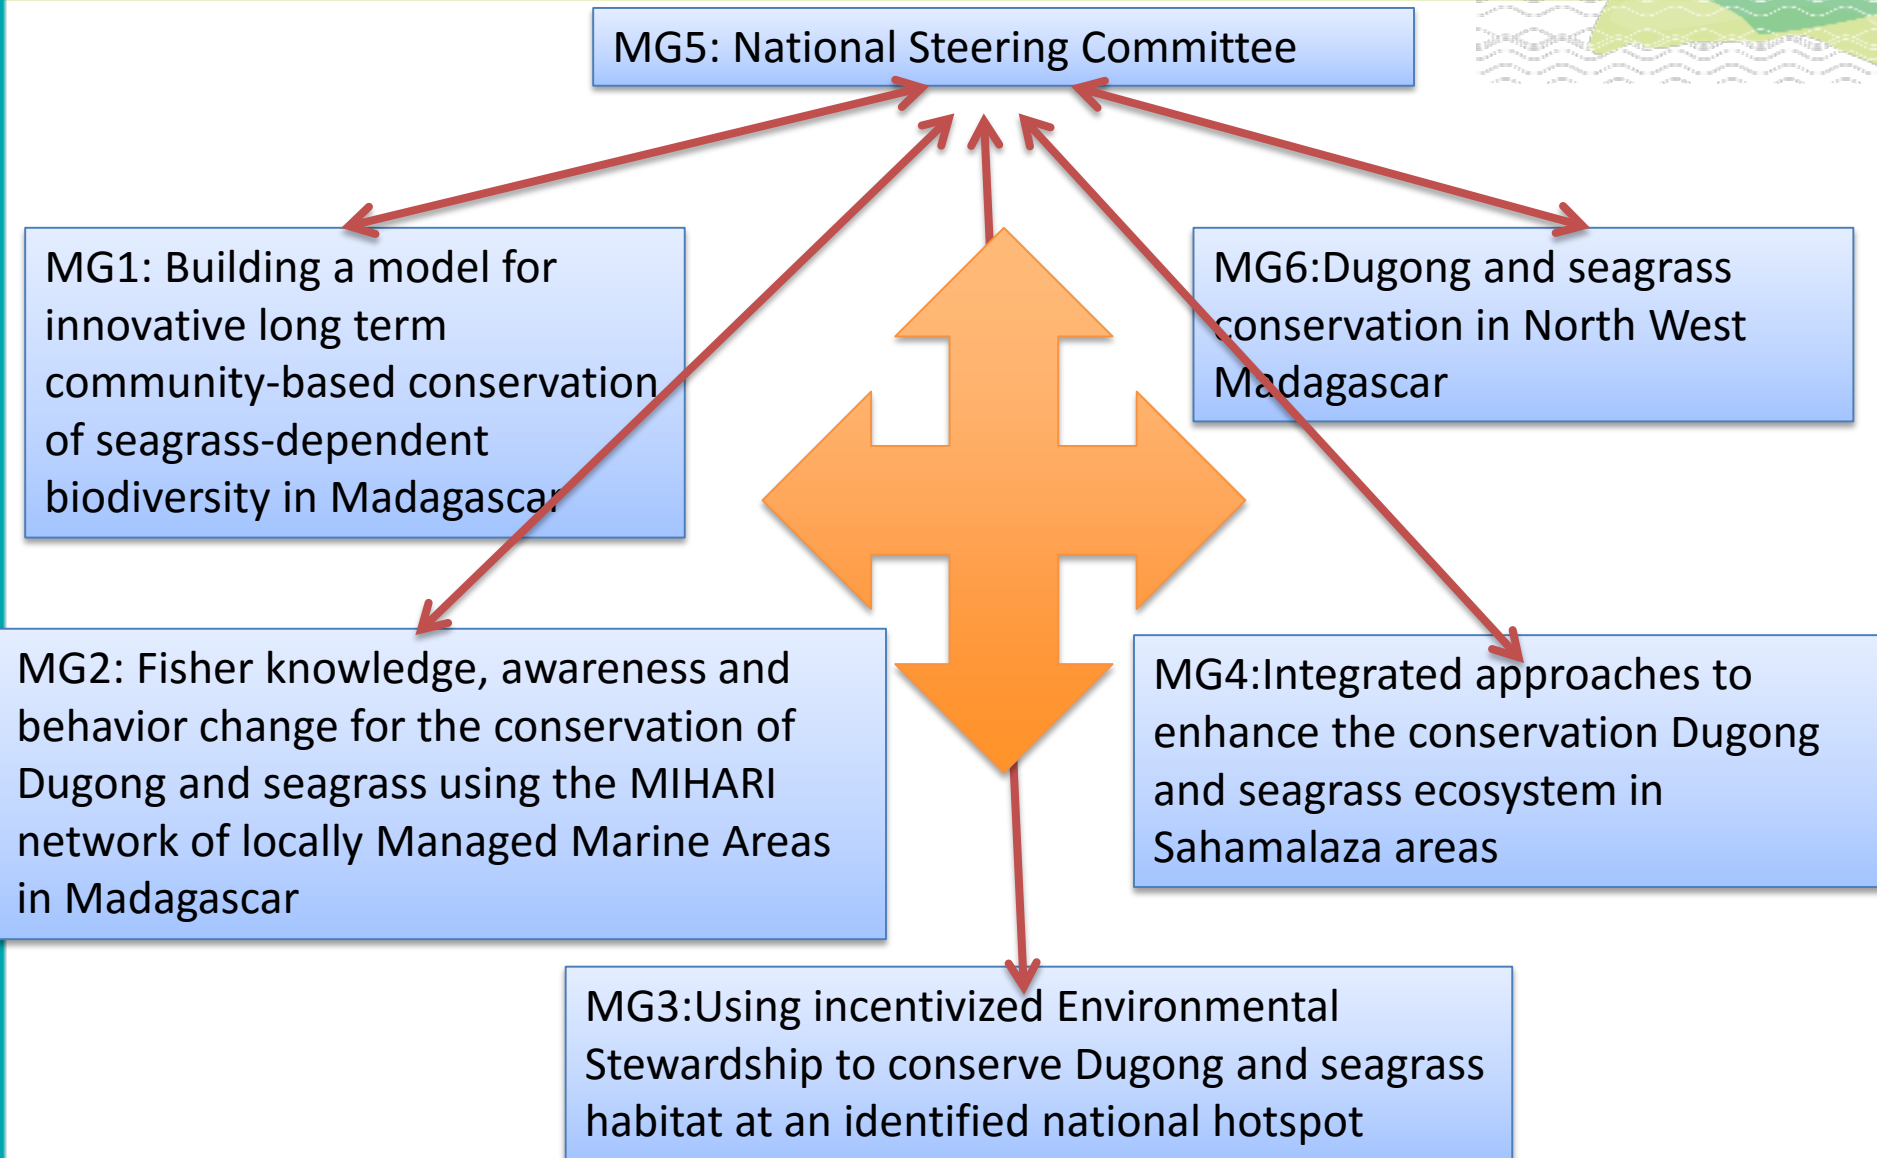 MG5: National Steering Committee
MG1: Building a model for
innovative long term
community-based conservation
of seagrass-dependent
biodiversity in Madagascar
MG6:Dugong and seagrass
conservation in North West
Madagascar
MG2: Fisher knowledge, awareness and
behavior change for the conservation of
Dugong and seagrass using the MIHARI
network of locally Managed Marine Areas
in Madagascar
MG4:Integrated approaches to
enhance the conservation Dugong
and seagrass ecosystem in
Sahamalaza areas
MG3:Using incentivized Environmental
Stewardship to conserve Dugong and seagrass
habitat at an identified national hotspot